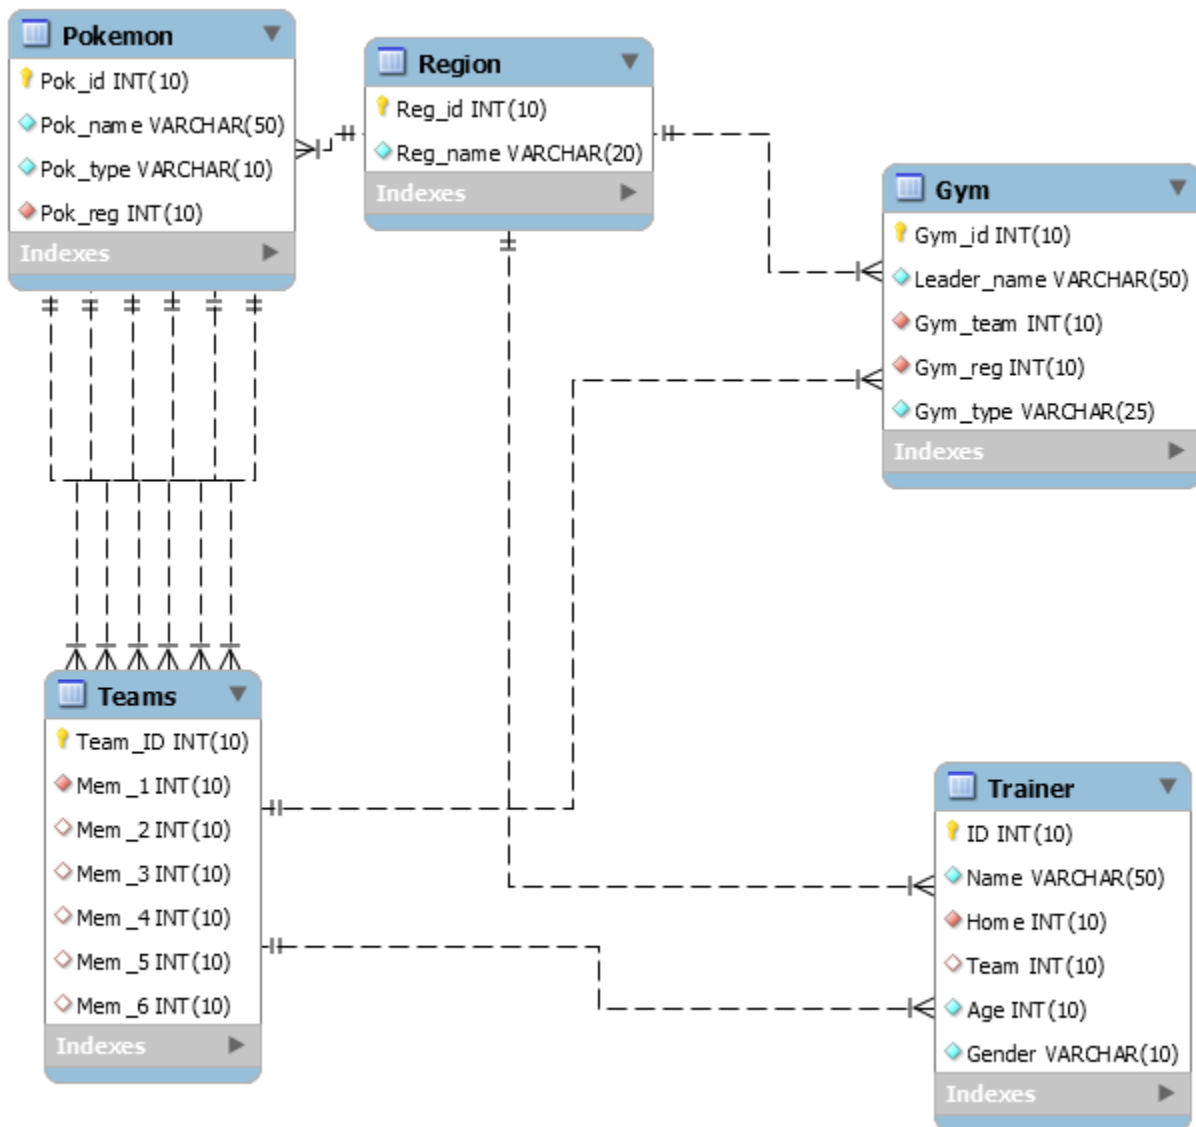 Pokemon
Pok_id INT(10)
Pok_name VARCHAR(50)
Pok_type VARCHAR(10)
Pok_reg INT(10)
Indexes
Region
Reg_id INT(10)
Reg_name VARCHAR(20)
Indexes
Gym
Gym_id INT(10)
Leader_name VARCHAR(50)
Gym_team INT(10)
Gym_reg INT(10)
Gym_type VARCHAR(25)
Indexes
Teams
Team_ID INT(10)
Mem_1 INT(10)
Mem_2 INT(10)
Mem_3 INT(10)
Mem_4 INT(10)
Mem_5 INT(10)
Mem_6 INT(10)
Indexes
Trainer
ID INT(10)
Name VARCHAR(50)
Home INT(10)
Team INT(10)
Age INT(10)
Gender VARCHAR(10)
Indexes